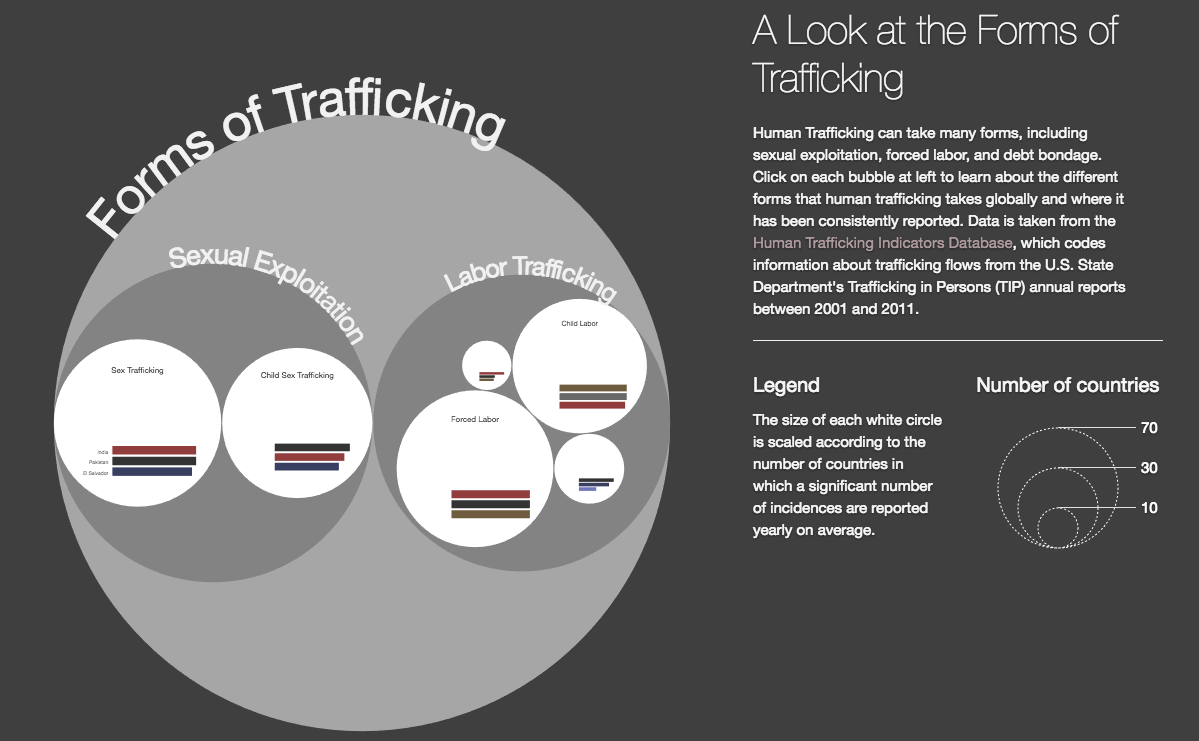 A Look at the Forms of
Trafficking
Human Trafficking can take many forms, including
sexual exploitation, forced labor, and debt bondage.
Click on each bubble at left to learn about the different
forms that human trafficking takes globally and where it
has been consistently reported. Data is taken from the
Human Trafficking Indicators Database, which codes
information about trafficking flows from the U.S. State
Department's Trafficking in Persons (TIP) annual reports
between 2001 and 2011.
Legend
The size of each white circle
is scaled according to the
number of countries in
which a significant number
of incidences are reported
yearly on average.
Number of countries
70
30
10
Forms of Trafficking
Sexual Exploitation
Sex Trafficking
India
Pakistan
El Salvador
Child Sex Trafficking
Labor Trafficking
Child Labor
Forced Labor